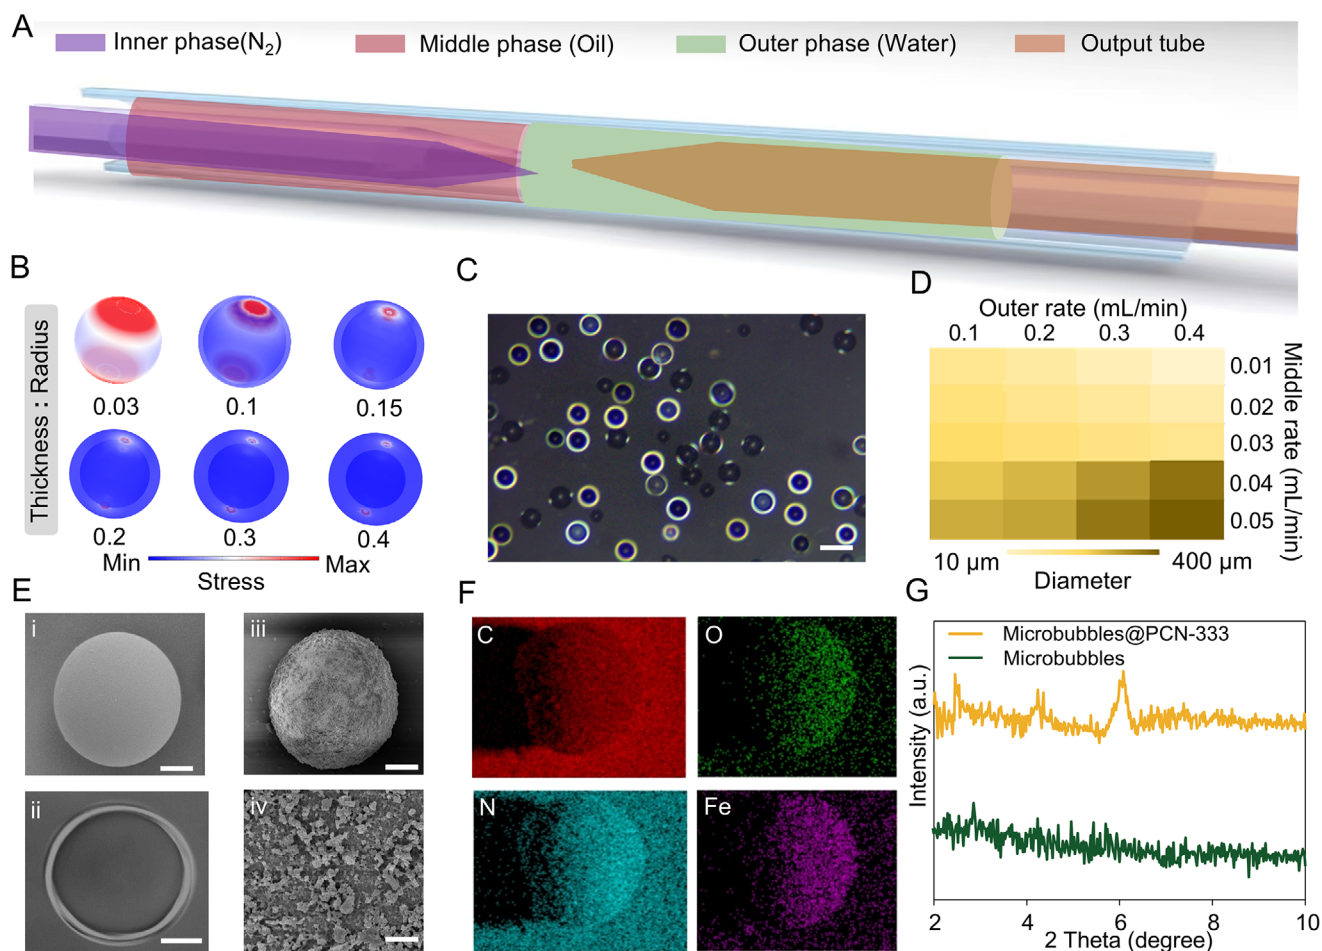 A
Inner phase(N2)
Middle phase (Oil)
Outer phase (Water)
Output tube
B
Thickness : Radius
0.03
0.1
0.15
0.2
0.3
0.4
Min
Max
Stress
C
D
Outer rate (mL/min)
0.1
0.2
0.3
0.4
0.01
0.02
0.03
0.04
0.05
Middle rate (mL/min)
10 µm
400 µm
Diameter
E
i
iii
ii
iv
F
C
O
N
Fe
G
Microbubbles@PCN-333
Microbubbles
Intensity (a.u.)
2
4
6
8
10
2 Theta (degree)